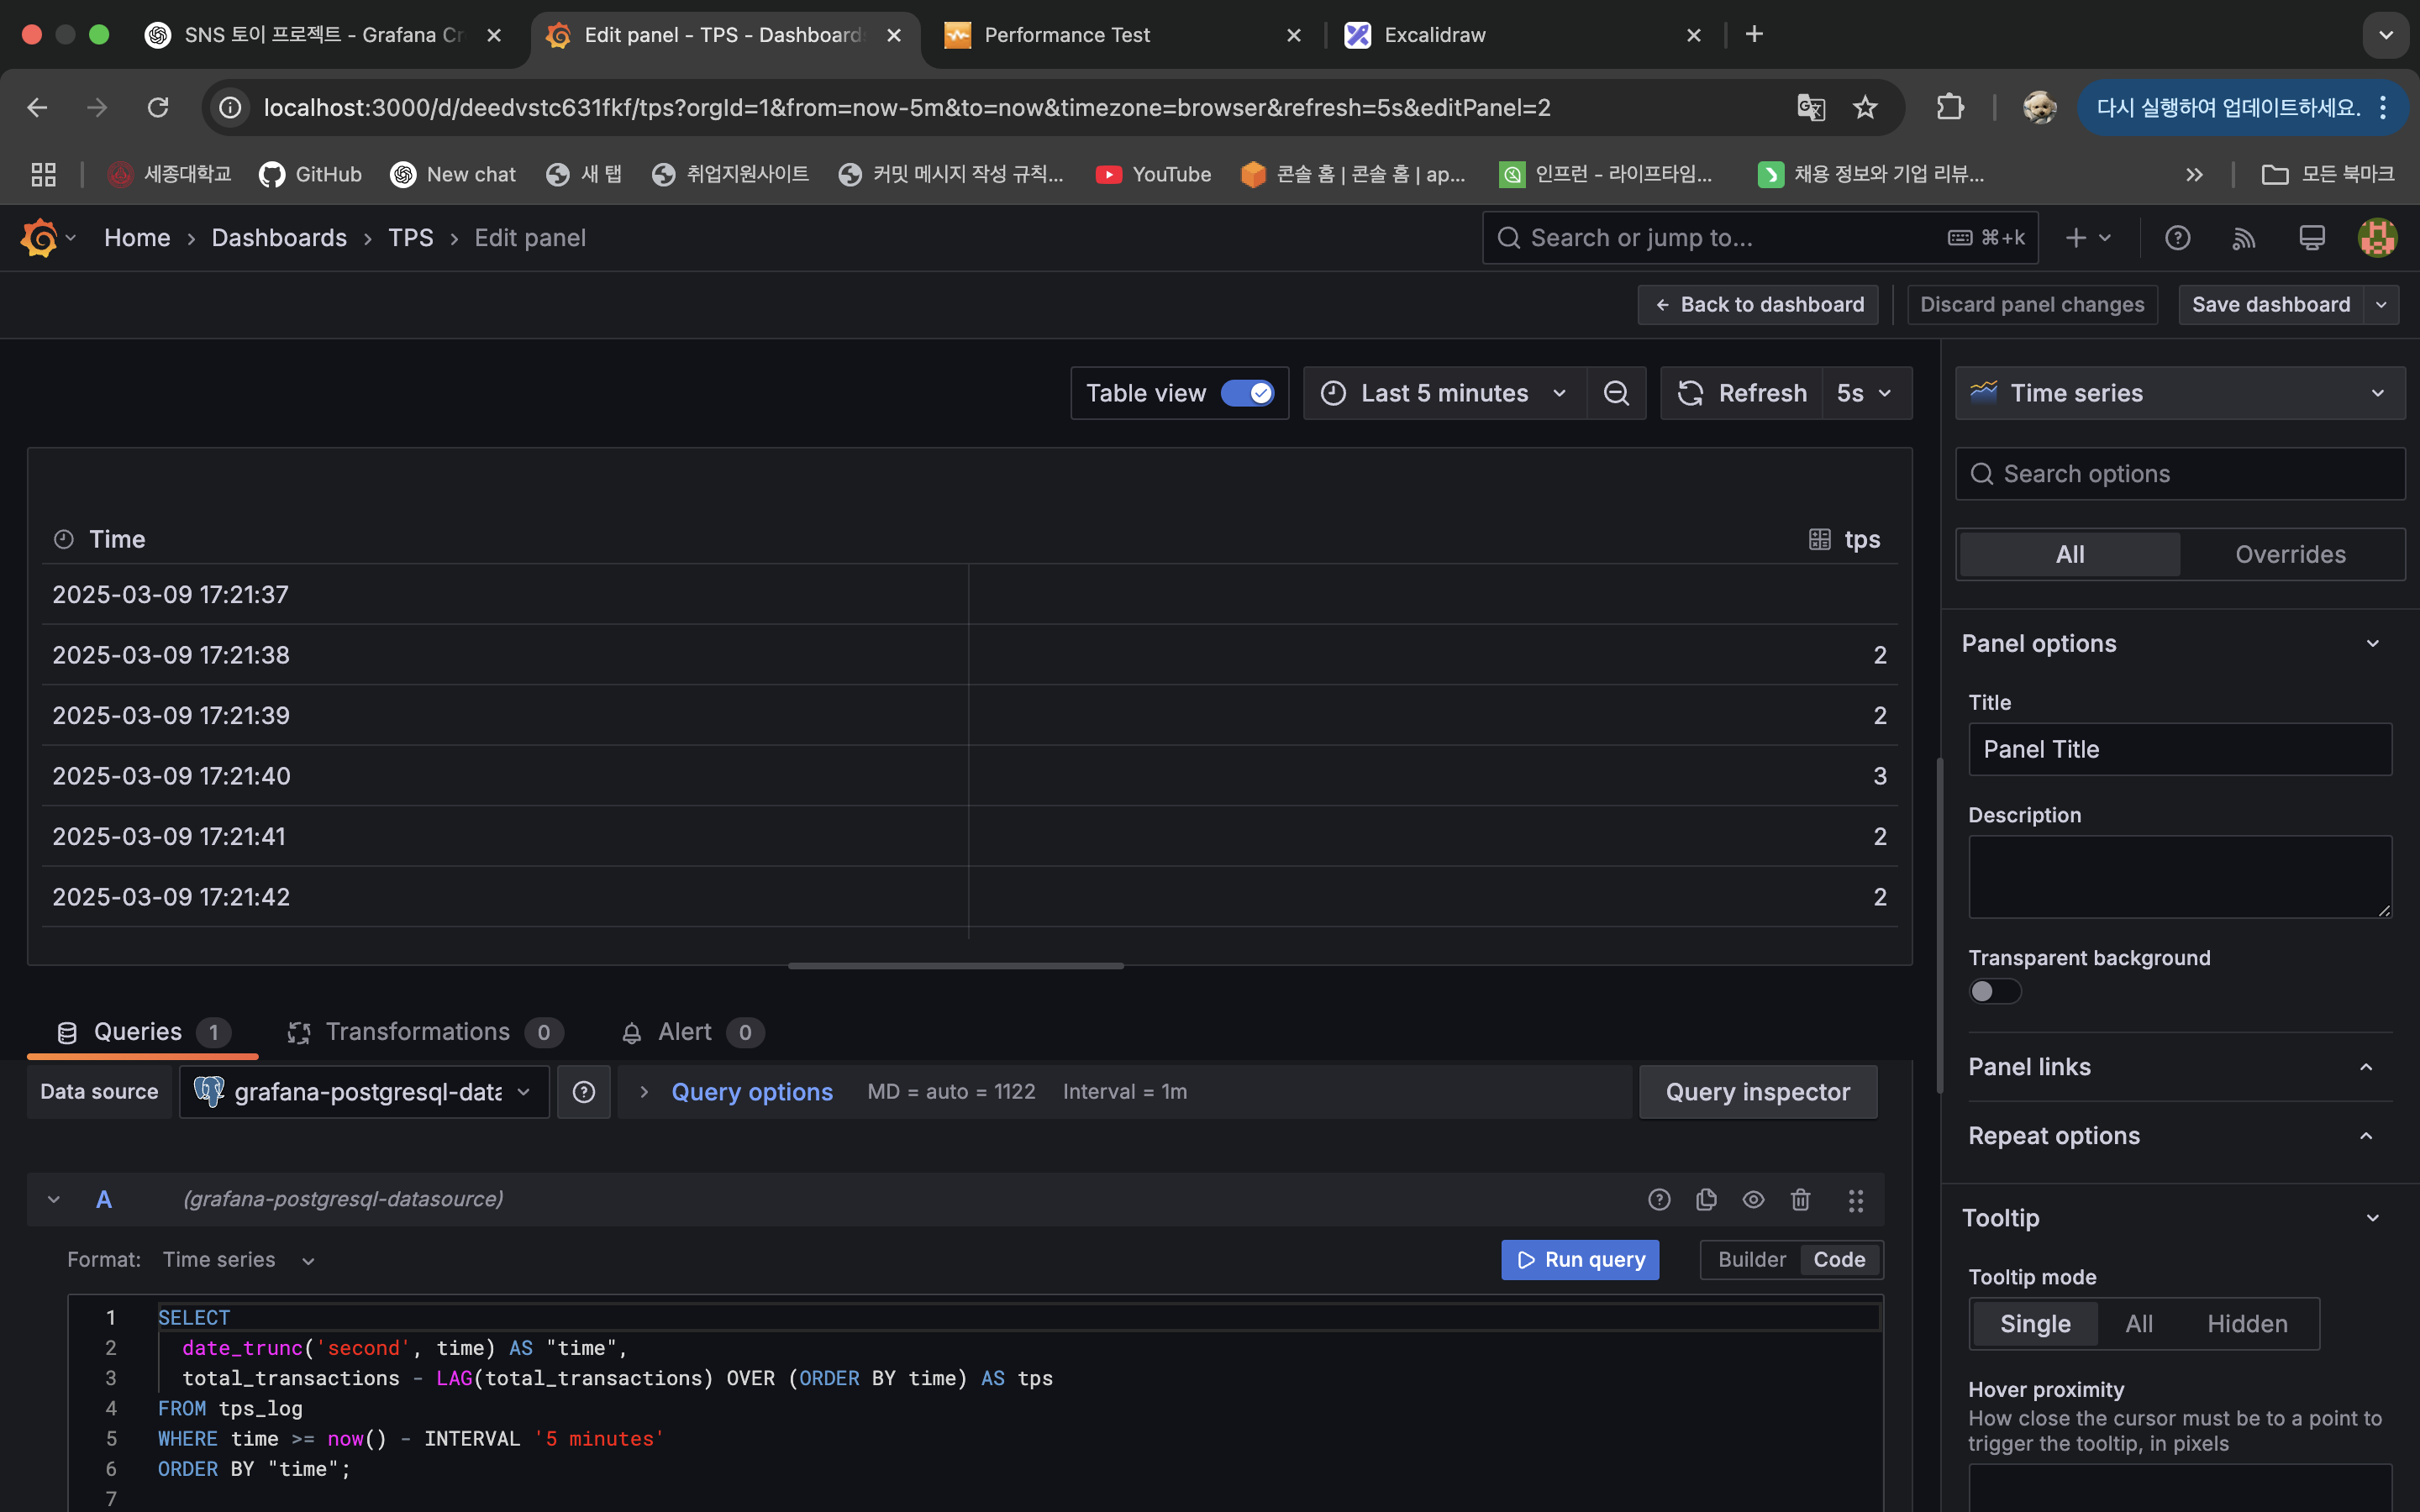 SNS 토이 프로젝트 - Grafana Cr
Edit panel - TPS - Dashboard
Performance Test
Excalidraw
localhost:3000/d/deedvstc631fkf/tps?orgId=1&from=now-5m&to=now&timezone=browser&refresh=5s&editPanel=2
다시 실행하여 업데이트하세요.
세종대학교
GitHub
New chat
새 탭
취업지원사이트
커밋 메시지 작성 규칙...
YouTube
콘솔 홈 | 콘솔 홈 | ap...
인프런 - 라이프타임...
채용 정보와 기업 리뷰...
모든 북마크
Home › Dashboards › TPS › Edit panel
Search or jump to...
⌘+k
Back to dashboard
Discard panel changes
Save dashboard
Table view
Last 5 minutes
Refresh
5s
Time series
Search options
All
Overrides
Time
tps
2025-03-09 17:21:37
2025-03-09 17:21:38 2
2025-03-09 17:21:39 2
2025-03-09 17:21:40 3
2025-03-09 17:21:41 2
2025-03-09 17:21:42 2
Panel options
Title
Panel Title
Description
Transparent background
Panel links
Repeat options
Tooltip
Tooltip mode
Single
All
Hidden
Hover proximity
How close the cursor must be to a point to
trigger the tooltip, in pixels
Queries 1
Transformations 0
Alert 0
Data source
grafana-postgresql-data
Query options
MD = auto = 1122
Interval = 1m
Query inspector
A
(grafana-postgresql-datasource)
Format: Time series
Run query
Builder
Code
1 SELECT
2 date_trunc('second', time) AS "time",
3 total_transactions - LAG(total_transactions) OVER (ORDER BY time) AS tps
4 FROM tps_log
5 WHERE time >= now() - INTERVAL '5 minutes'
6 ORDER BY "time";
7